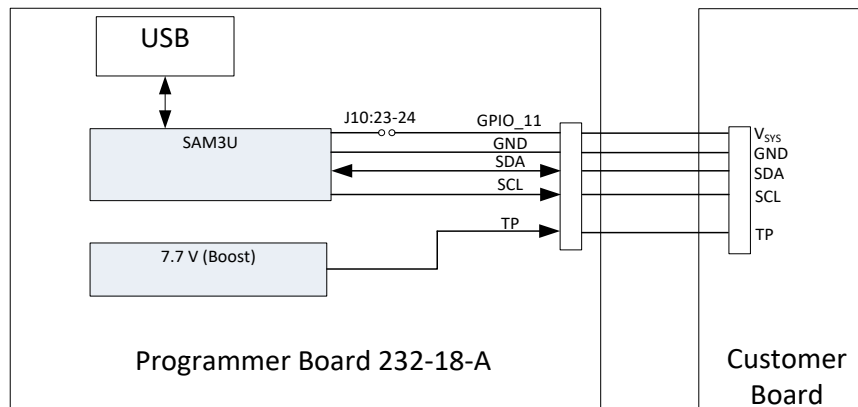 USB
J10:23-24
GPIO_11
SAM3U
GND
SDA
SCL
TP
7.7 V (Boost)
Programmer Board 232-18-A
VSYS
GND
SDA
SCL
TP
Customer
Board